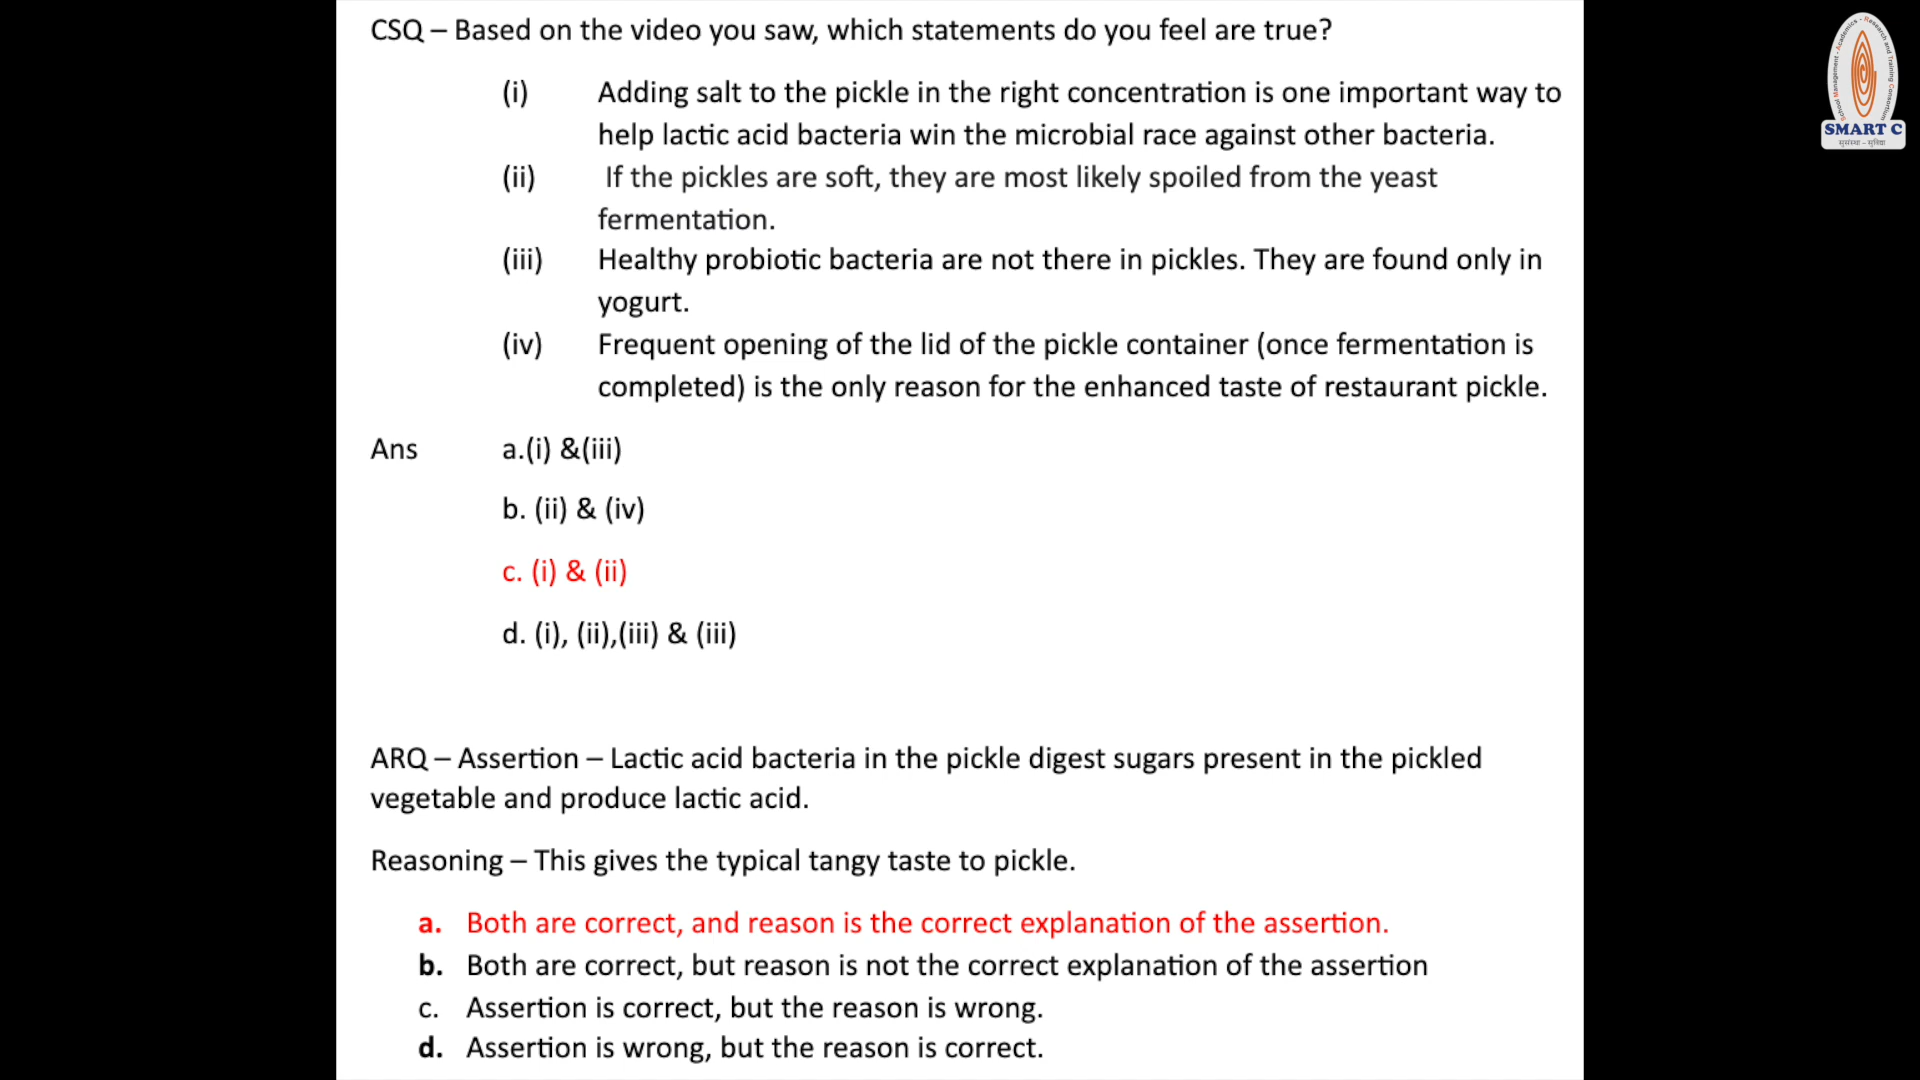 CSQ – Based on the video you saw, which statements do you feel are true?
(i) Adding salt to the pickle in the right concentration is one important way to
help lactic acid bacteria win the microbial race against other bacteria.
(ii) If the pickles are soft, they are most likely spoiled from the yeast
fermentation.
(iii) Healthy probiotic bacteria are not there in pickles. They are found only in
yogurt.
(iv) Frequent opening of the lid of the pickle container (once fermentation is
completed) is the only reason for the enhanced taste of restaurant pickle.
Ans a.(i) &(iii)
b. (ii) & (iv)
c. (i) & (ii)
d. (i), (ii),(iii) & (iii)
ARQ – Assertion – Lactic acid bacteria in the pickle digest sugars present in the pickled
vegetable and produce lactic acid.
Reasoning – This gives the typical tangy taste to pickle.
a. Both are correct, and reason is the correct explanation of the assertion.
b. Both are correct, but reason is not the correct explanation of the assertion
c. Assertion is correct, but the reason is wrong.
d. Assertion is wrong, but the reason is correct.
School Management - Academics - Research and Training Consortium
SMART C